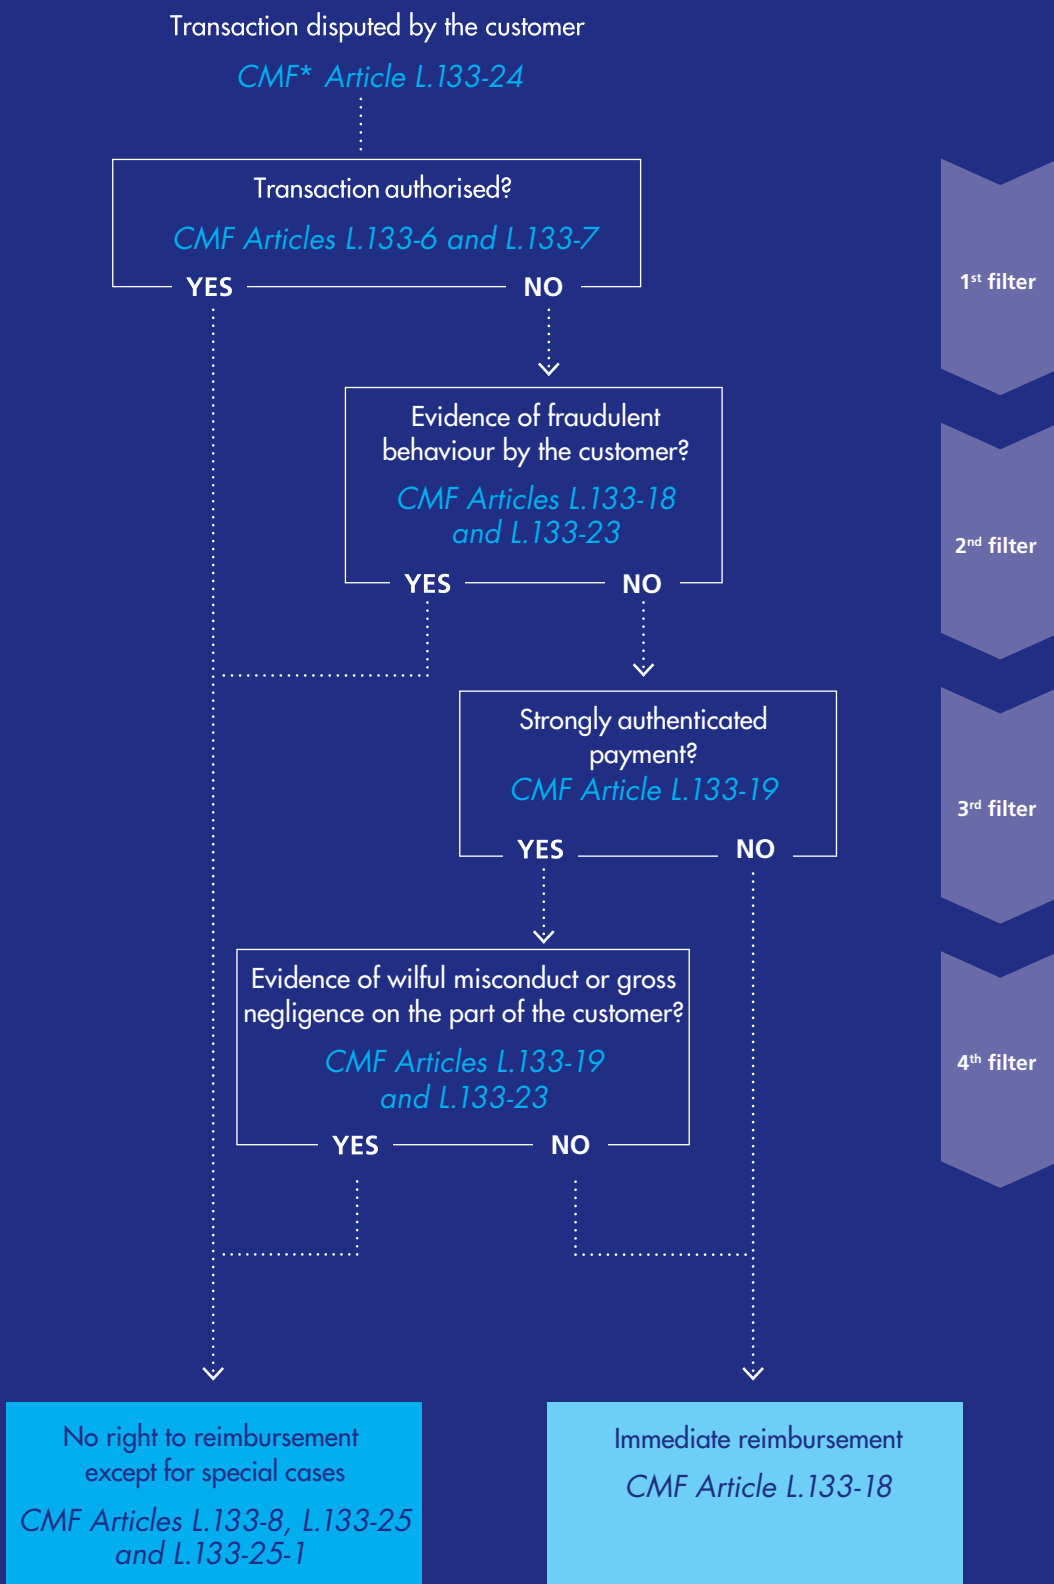 Transaction disputed by the customer
CMF* Article L.133-24
Transaction authorised?
CMF Articles L.133-6 and L.133-7
YES
NO
1st filter
Evidence of fraudulent
behaviour by the customer?
CMF Articles L.133-18
and L.133-23
YES
NO
2nd filter
Strongly authenticated
payment?
CMF Article L.133-19
YES
NO
3rd filter
Evidence of wilful misconduct or gross
negligence on the part of the customer?
CMF Articles L.133-19
and L.133-23
YES
NO
4th filter
No right to reimbursement
except for special cases
CMF Articles L.133-8, L.133-25
and L.133-25-1
Immediate reimbursement
CMF Article L.133-18